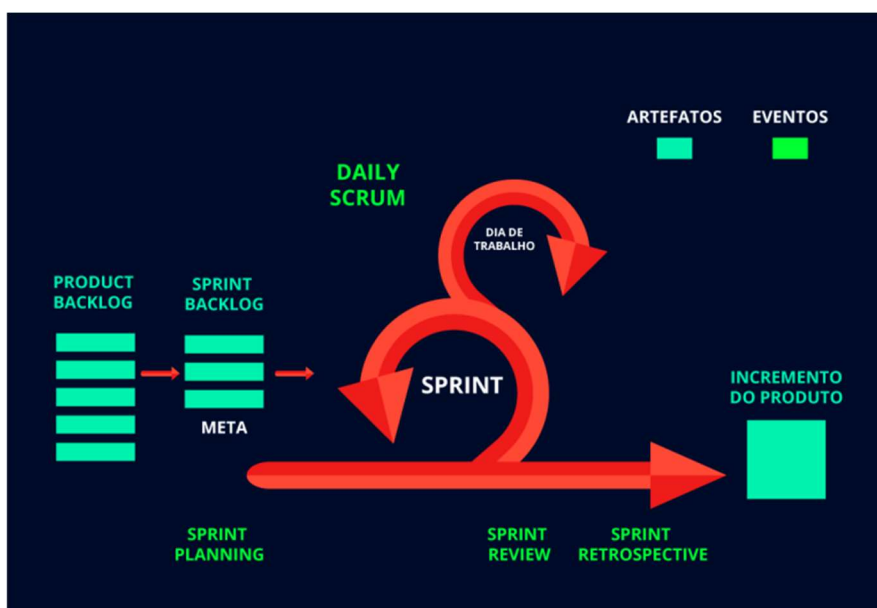 ARTEFATOS
EVENTOS
DAILY
SCRUM
DIA DE
TRABALHO
PRODUCT
BACKLOG
SPRINT
BACKLOG
META
SPRINT
INCREMENTO
DO PRODUTO
SPRINT
PLANNING
SPRINT
REVIEW
SPRINT
RETROSPECTIVE